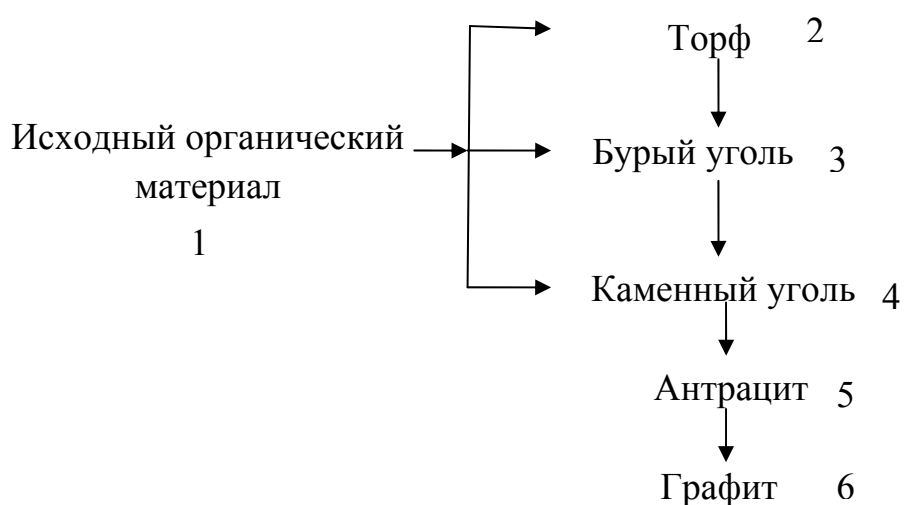 Торф 2
Исходный органический
материал
1
Бурый уголь 3
Каменный уголь 4
Антрацит 5
Графит 6